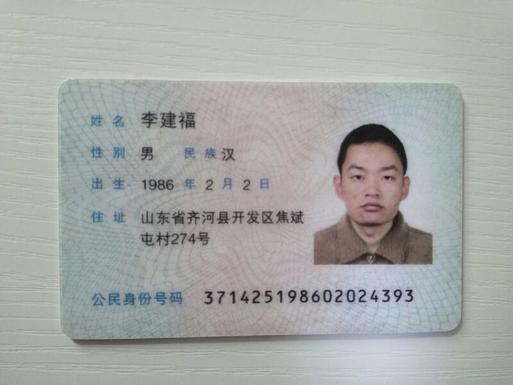 姓名 李建福
性别 男 民族 汉
出生 1986 年 2 月 2 日
住址 山东省齐河县开发区焦斌
屯村274号
公民身份号码 371425198602024393